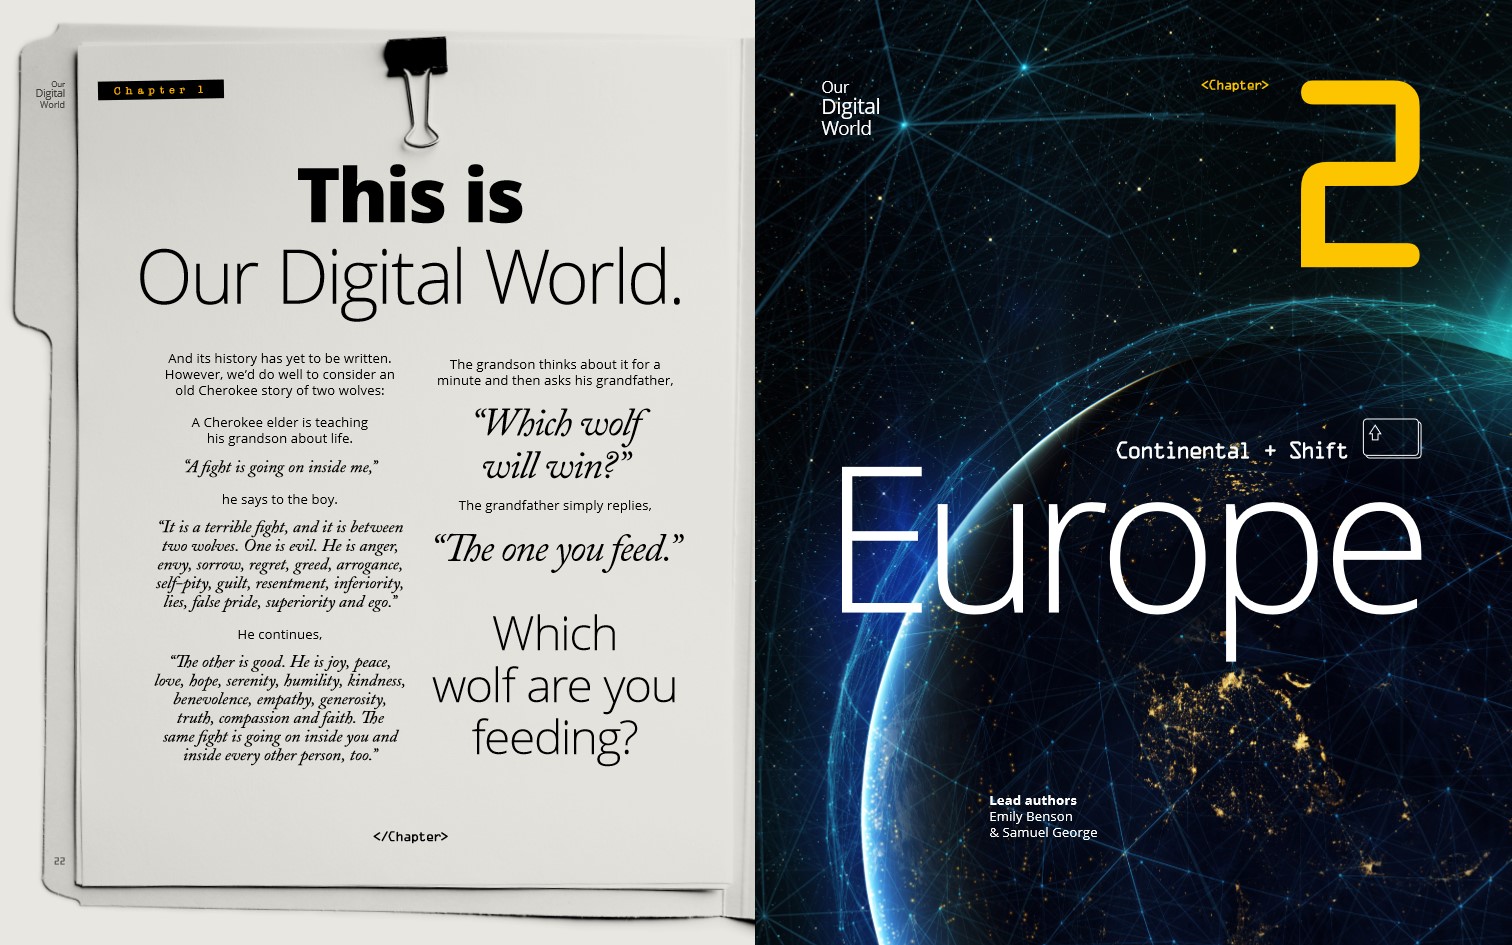 Our
Digital
World
Chapter 1
This is
Our Digital World.
And its history has yet to be written.
However, we’d do well to consider an
old Cherokee story of two wolves:
A Cherokee elder is teaching
his grandson about life.
“A fight is going on inside me,”
he says to the boy.
“It is a terrible fight, and it is between
two wolves. One is evil. He is anger,
envy, sorrow, regret, greed, arrogance,
self-pity, guilt, resentment, inferiority,
lies, false pride, superiority and ego.”
He continues,
“The other is good. He is joy, peace,
love, hope, serenity, humility, kindness,
benevolence, empathy, generosity,
truth, compassion and faith. The
same fight is going on inside you and
inside every other person, too.”
The grandson thinks about it for a
minute and then asks his grandfather,
“Which wolf
will win?”
The grandfather simply replies,
“The one you feed.”
Which
wolf are you
feeding?
</Chapter>
22
Our
Digital
World
<Chapter>
2
Continental + Shift
Europe
Lead authors
Emily Benson
& Samuel George